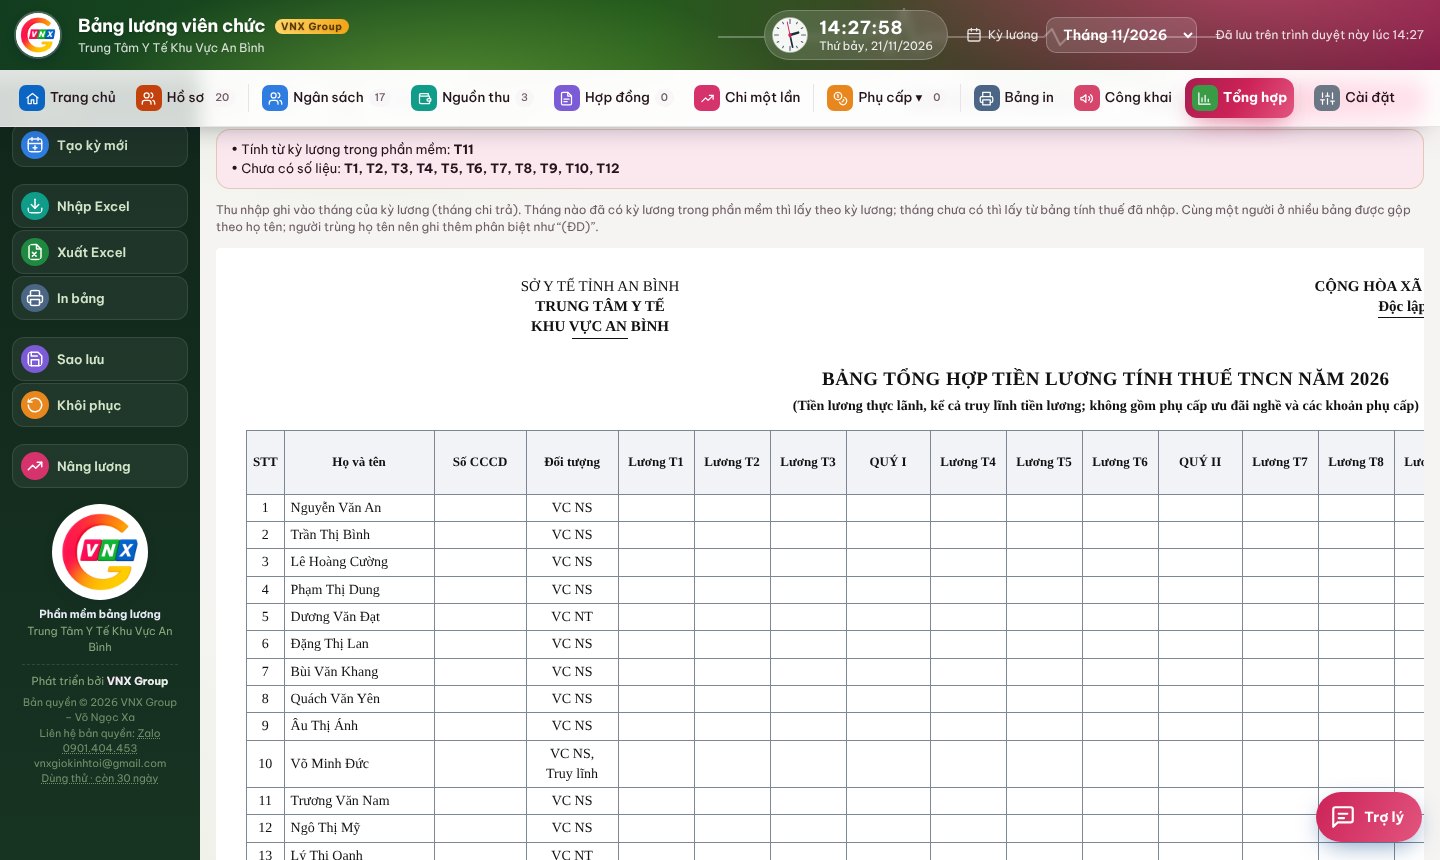 Bảng lương viên chức VNX Group
Trung Tâm Y Tế Khu Vực An Bình
14:27:58
Thứ bảy, 21/11/2026
Kỳ lương Tháng 11/2026
Đã lưu trên trình duyệt này lúc 14:27
Trang chủ Hồ sơ 20 Ngân sách 17 Nguồn thu 3 Hợp đồng 0 Chi một lần Phụ cấp ▾ 0 Bảng in Công khai Tổng hợp Cài đặt
Tạo kỳ mới
Nhập Excel
Xuất Excel
In bảng
Sao lưu
Khôi phục
Nâng lương
VNX
Phần mềm bảng lương
Trung Tâm Y Tế Khu Vực An
Bình
Phát triển bởi VNX Group
Bản quyền © 2026 VNX Group
– Võ Ngọc Xa
Liên hệ bản quyền: Zalo
0901.404.453
vnxgiokinhtoi@gmail.com
Dùng thử · còn 30 ngày
• Tính từ kỳ lương trong phần mềm: T11
• Chưa có số liệu: T1, T2, T3, T4, T5, T6, T7, T8, T9, T10, T12
Thu nhập ghi vào tháng của kỳ lương (tháng chi trả). Tháng nào đã có kỳ lương trong phần mềm thì lấy theo kỳ lương; tháng chưa có thì lấy từ bảng tính thuế đã nhập. Cùng một người ở nhiều bảng được gộp
theo họ tên; người trùng họ tên nên ghi thêm phân biệt như “(ĐD)”.
SỞ Y TẾ TỈNH AN BÌNH
TRUNG TÂM Y TẾ
KHU VỰC AN BÌNH
CỘNG HÒA XÃ
Độc lập
BẢNG TỔNG HỢP TIỀN LƯƠNG TÍNH THUẾ TNCN NĂM 2026
(Tiền lương thực lãnh, kể cả truy lĩnh tiền lương; không gồm phụ cấp ưu đãi nghề và các khoản phụ cấp)
STT Họ và tên Số CCCD Đối tượng Lương T1 Lương T2 Lương T3 QUÝ I Lương T4 Lương T5 Lương T6 QUÝ II Lương T7 Lương T8
1 Nguyễn Văn An VC NS
2 Trần Thị Bình VC NS
3 Lê Hoàng Cường VC NS
4 Phạm Thị Dung VC NS
5 Dương Văn Đạt VC NT
6 Đặng Thị Lan VC NS
7 Bùi Văn Khang VC NS
8 Quách Văn Yên VC NS
9 Âu Thị Ánh VC NS
10 Võ Minh Đức VC NS,
Truy lĩnh
11 Trương Văn Nam VC NS
12 Ngô Thị Mỹ VC NS
13 Lý Thị Oanh VC NT
Trợ lý